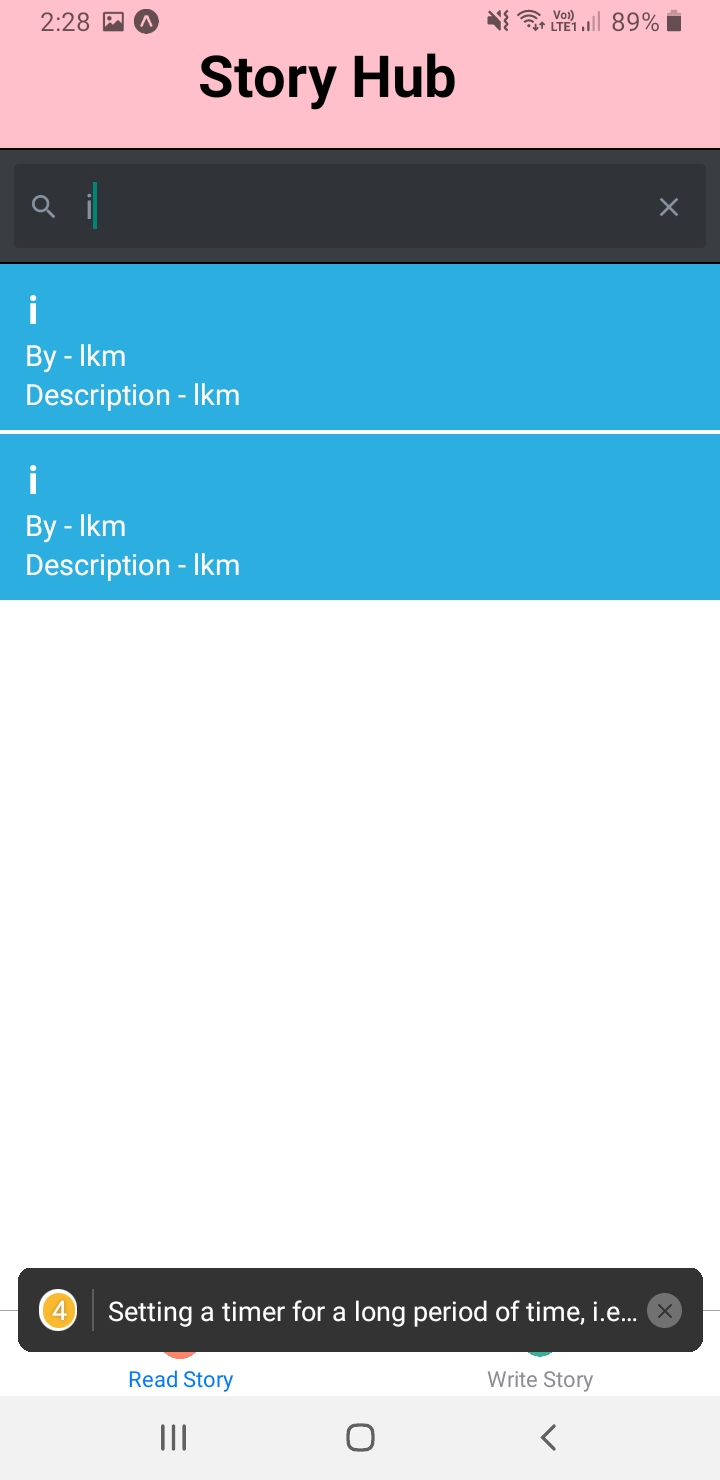 2:28 Vo)) LTE1 89%
Story Hub
i
i
By - lkm
Description - lkm
i
By - lkm
Description - lkm
4 Setting a timer for a long period of time, i.e...
Read Story Write Story